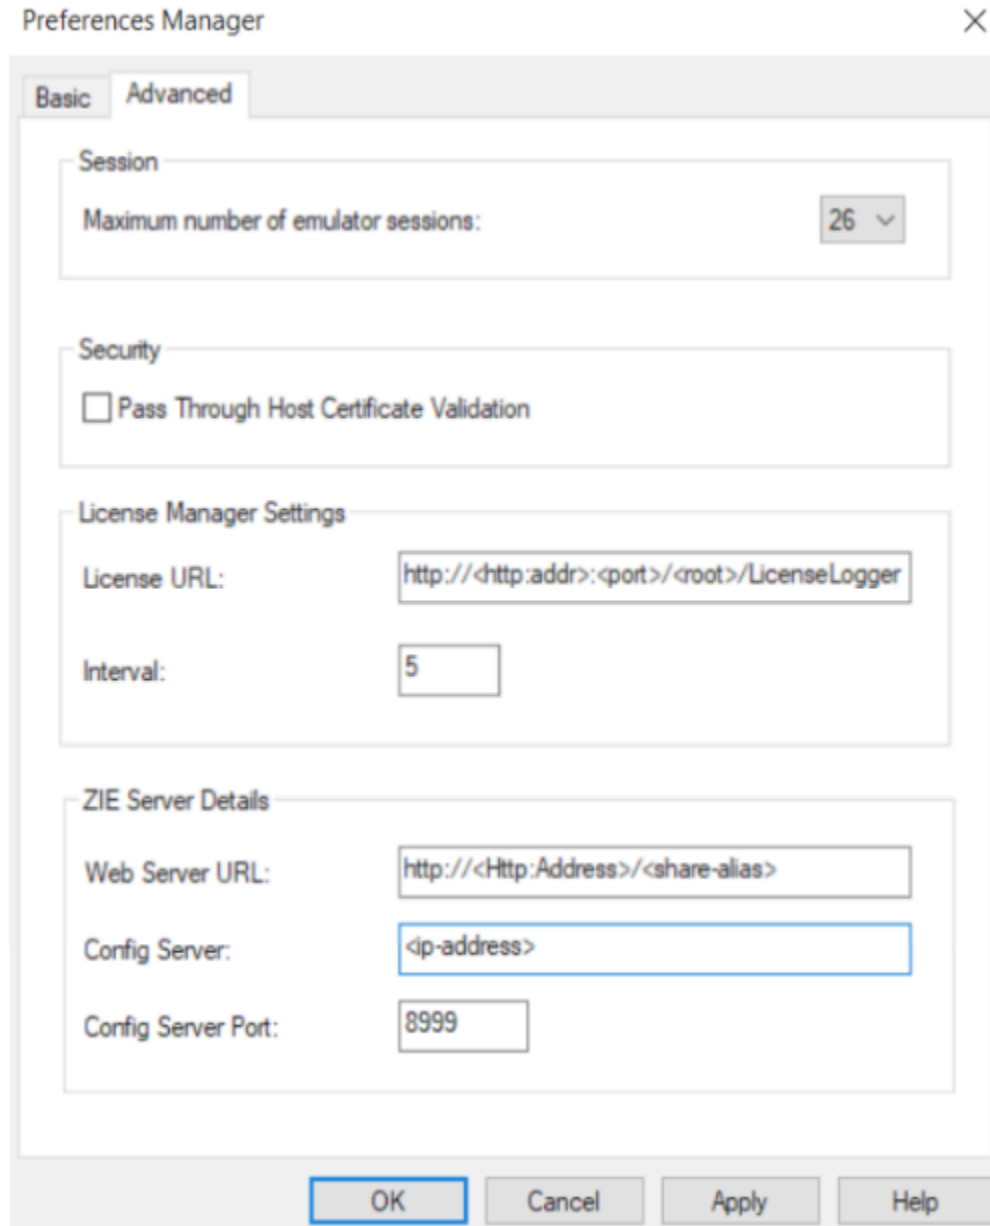 Preferences Manager
Basic Advanced
Session
Maximum number of emulator sessions: 26
Security
Pass Through Host Certificate Validation
License Manager Settings
License URL: http://<http:addr>:<port>/<root>/LicenseLogger
Interval: 5
ZIE Server Details
Web Server URL: http://<Http:Address>/<share-alias>
Config Server: <ip-address>
Config Server Port: 8999
OK Cancel Apply Help